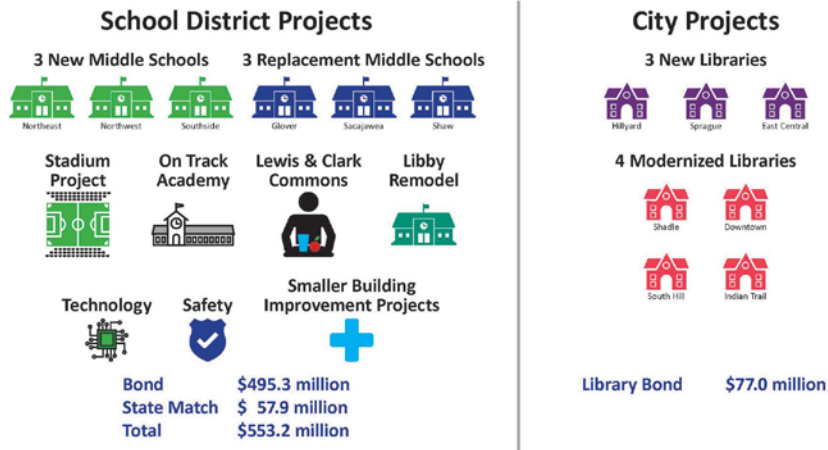 School District Projects
3 New Middle Schools
3 Replacement Middle Schools
Northeast
Northwest
Southside
Glover
Sacajawea
Shaw
Stadium
Project
On Track
Academy
Lewis & Clark
Commons
Libby
Remodel
Technology
Safety
Smaller Building
Improvement Projects
Bond $495.3 million
State Match $ 57.9 million
Total $553.2 million
City Projects
3 New Libraries
Hillyard
Sprague
East Central
4 Modernized Libraries
Shadle
Downtown
South Hill
Indian Trail
Library Bond $77.0 million